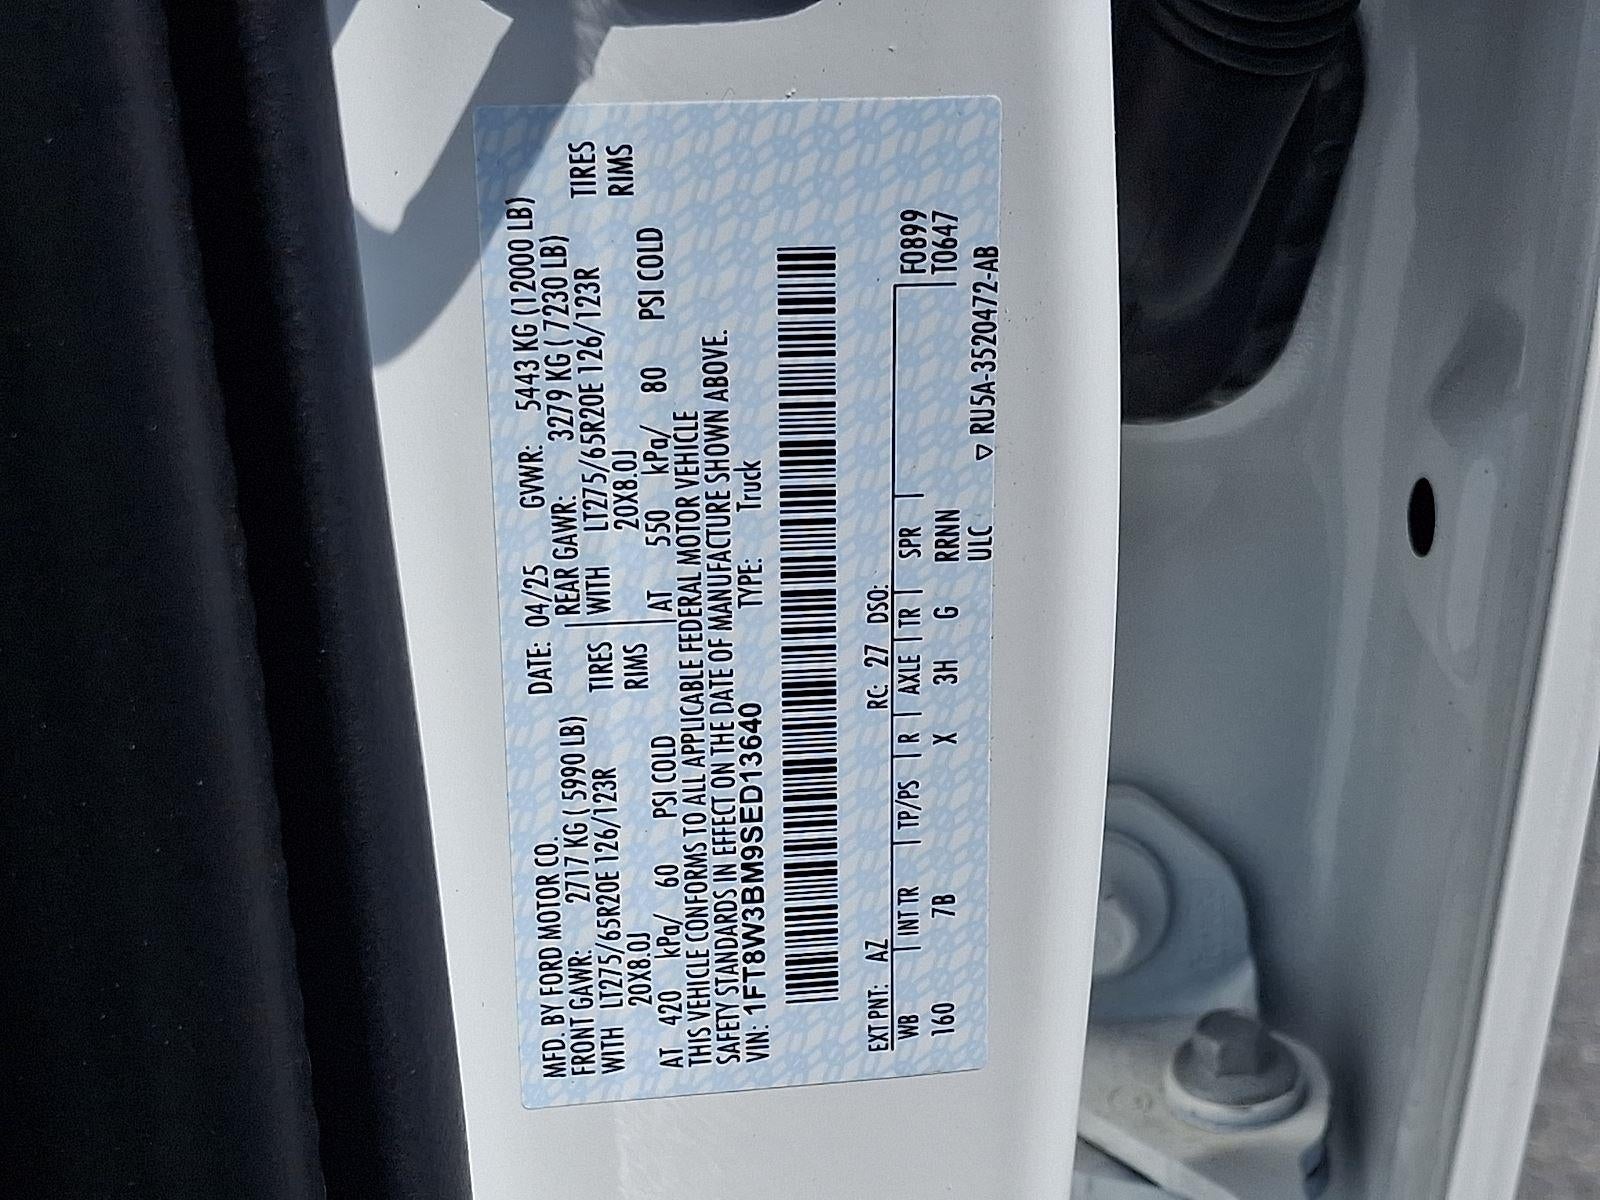 MFD. BY FORD MOTOR CO. DATE: 04/25 GVWR: 5443 KG (12000 LB)
FRONT GAWR: 2717 KG ( 5990 LB) REAR GAWR: 3279 KG ( 7230 LB)
WITH LT275/65R20E 126/123R TIRES WITH LT275/65R20E 126/123R TIRES
20X8.0J RIMS 20X8.0J RIMS
AT 420 kPa/ 60 PSI COLD AT 550 kPa/ 80 PSI COLD
THIS VEHICLE CONFORMS TO ALL APPLICABLE FEDERAL MOTOR VEHICLE
SAFETY STANDARDS IN EFFECT ON THE DATE OF MANUFACTURE SHOWN ABOVE.
VIN: 1FT8W3BM9SED13640 TYPE: Truck
EXT PNT: AZ RC: 27 DSO: F0899
WB INT TR TP/PS R AXLE TR SPR T0647
160 7B X 3H G RRNN
ULC ▽ RU5A-3520472-AB